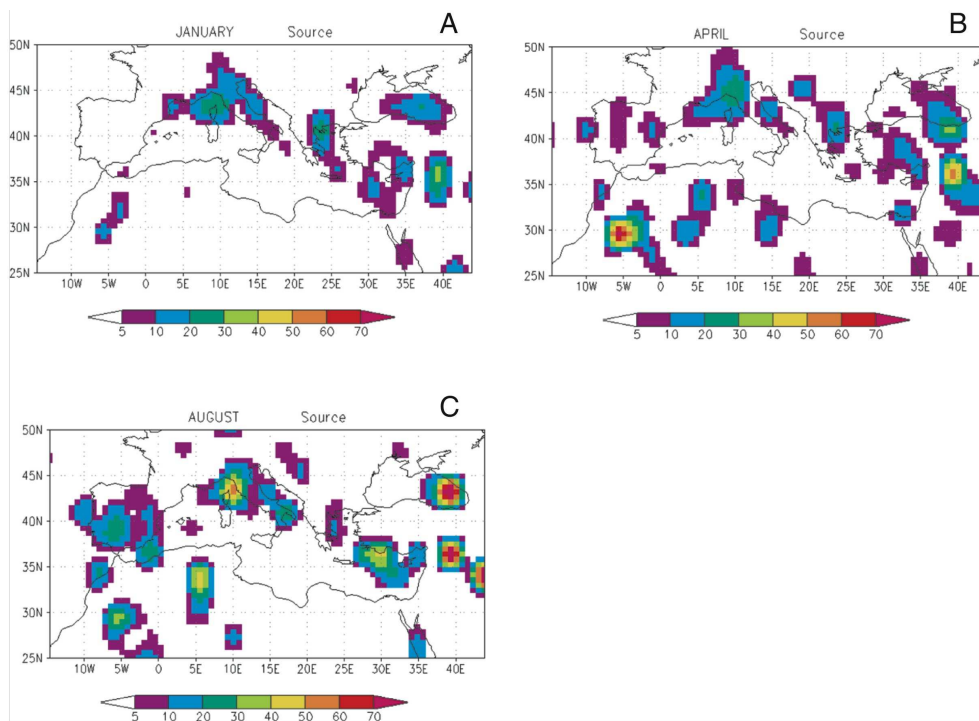 JANUARY Source A
50N
45N
40N
35N
30N
25N
10W 5W 0 5E 10E 15E 20E 25E 30E 35E 40E
5 10 20 30 40 50 60 70
APRIL Source B
50N
45N
40N
35N
30N
25N
10W 5W 0 5E 10E 15E 20E 25E 30E 35E 40E
5 10 20 30 40 50 60 70
AUGUST Source C
50N
45N
40N
35N
30N
25N
10W 5W 0 5E 10E 15E 20E 25E 30E 35E 40E
5 10 20 30 40 50 60 70